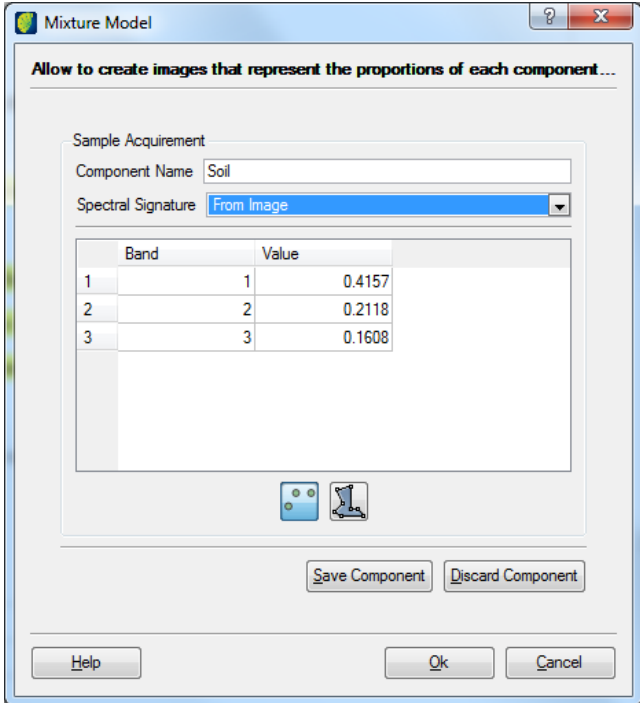 Mixture Model
Allow to create images that represent the proportions of each component...
Sample Acquirement
Component Name Soil
Spectral Signature From Image
Band Value
1 1 0.4157
2 2 0.2118
3 3 0.1608
Save Component Discard Component
Help Ok Cancel